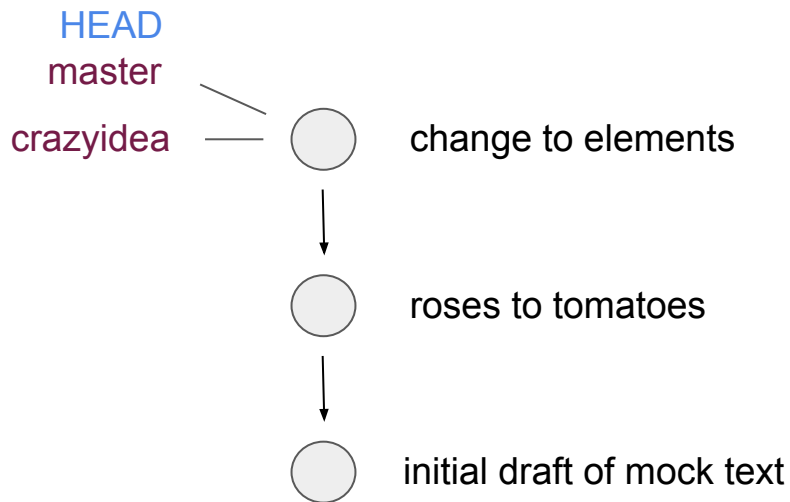 HEAD
master
crazyidea
change to elements
roses to tomatoes
initial draft of mock text